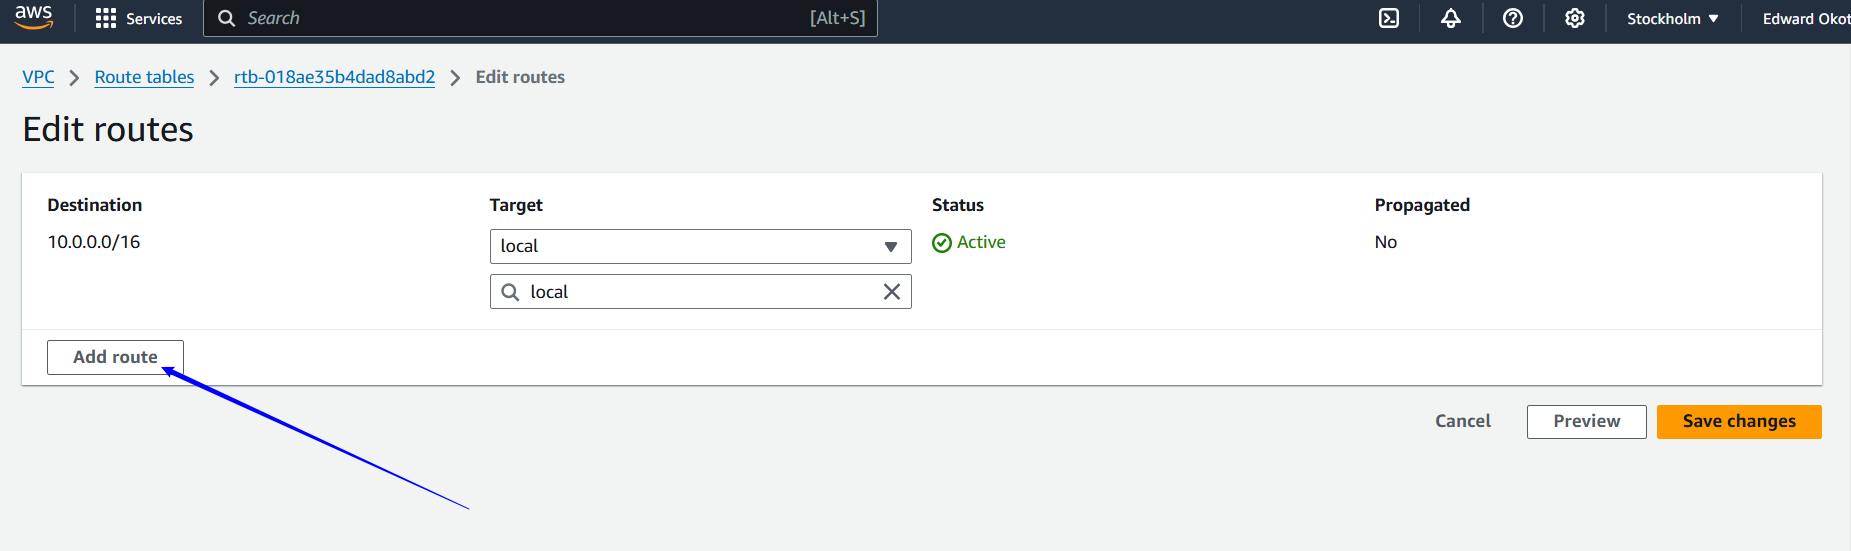 aws
Services
Search
[Alt+S]
Stockholm
Edward Okot
VPC
Route tables
rtb-018ae35b4dad8abd2
Edit routes
Edit routes
Destination
Target
Status
Propagated
10.0.0.0/16
local
Active
No
local
Add route
Cancel
Preview
Save changes